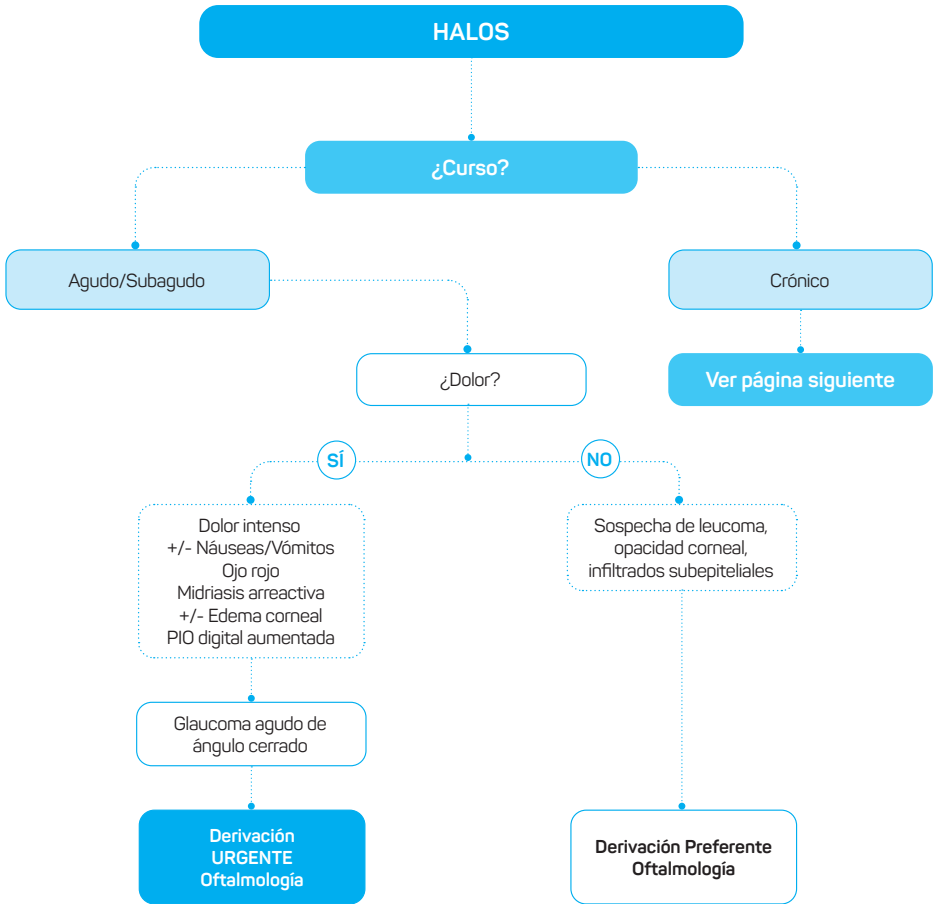 HALOS
¿Curso?
Agudo/Subagudo
Crónico
¿Dolor?
Ver página siguiente
SÍ
NO
Dolor intenso
+/- Náuseas/Vómitos
Ojo rojo
Midriasis arreactiva
+/- Edema corneal
PIO digital aumentada
Sospecha de leucoma,
opacidad corneal,
infiltrados subepiteliales
Glaucoma agudo de
ángulo cerrado
Derivación
URGENTE
Oftalmología
Derivación Preferente
Oftalmología